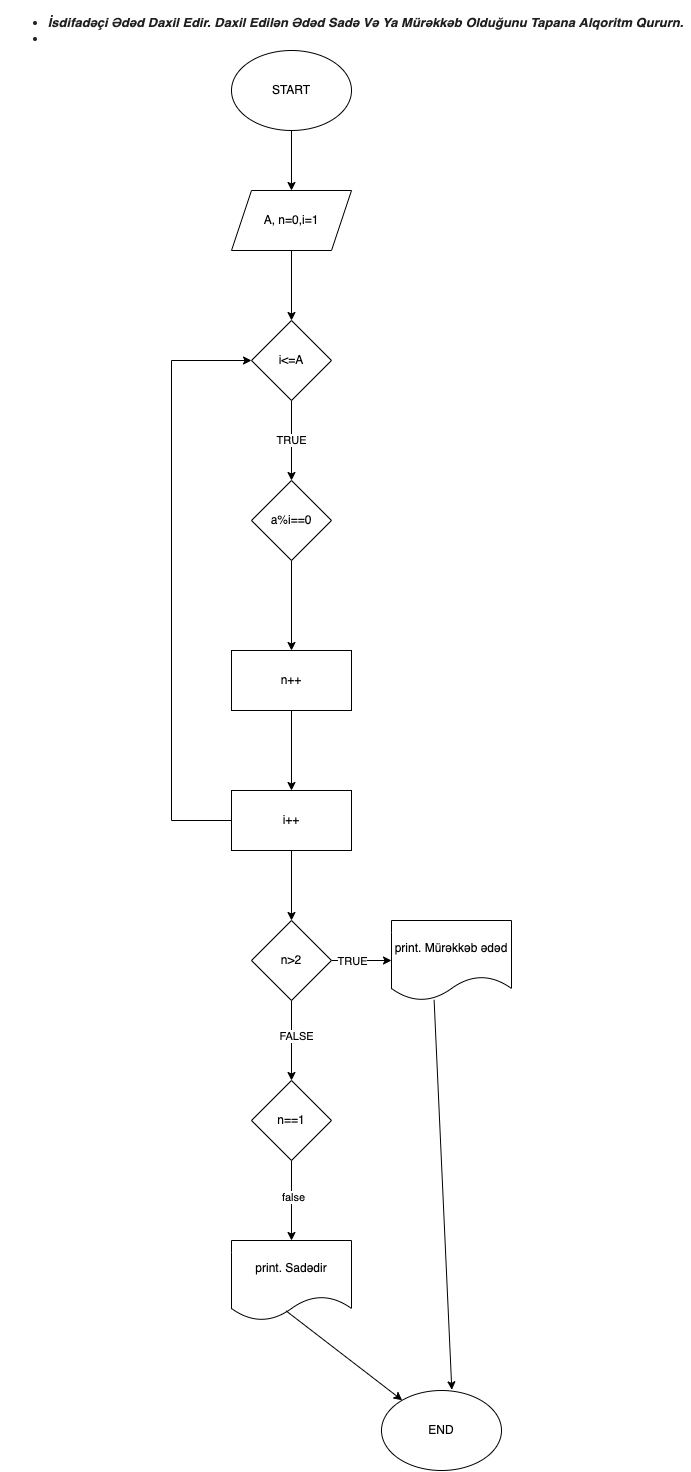 İsdifadəçi Ədəd Daxil Edir. Daxil Edilən Ədəd Sadə Və Ya Mürəkkəb Olduğunu Tapana Alqoritm Qururn.
START
A, n=0,i=1
i<=A
TRUE
a%i==0
n++
i++
n>2
TRUE
print. Mürəkkəb ədəd
FALSE
n==1
false
print. Sadədir
END